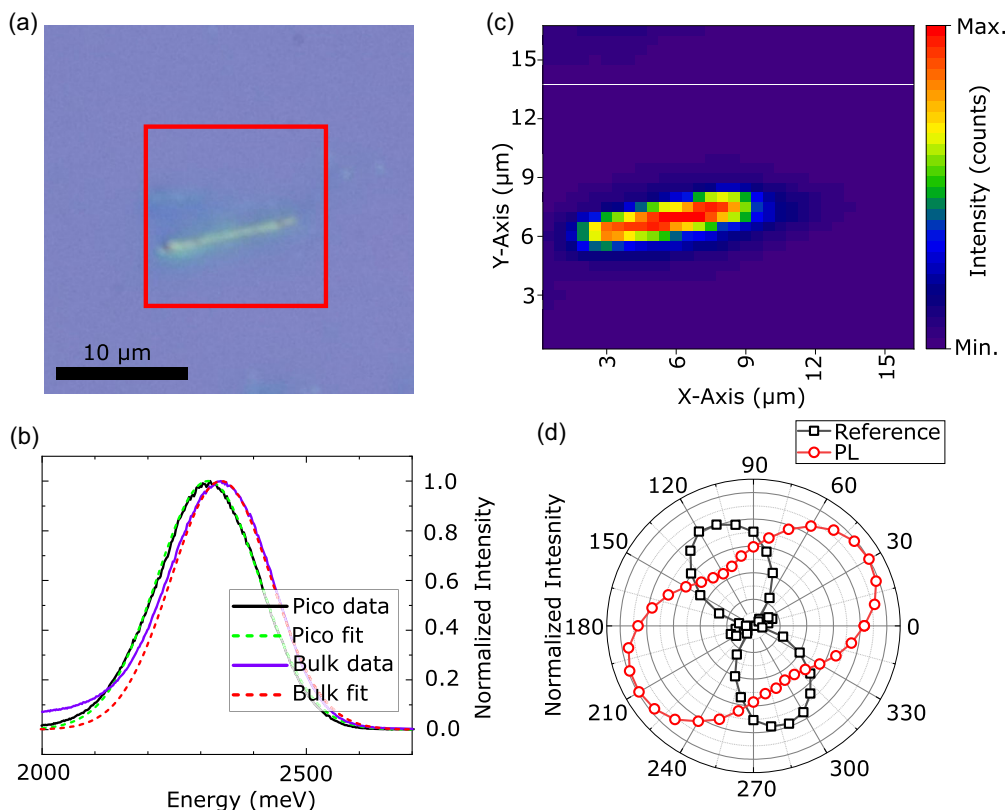 (a)
10 µm
(c)
15
12
9
6
3
Y-Axis (µm)
3
6
9
12
15
X-Axis (µm)
Max.
Min.
Intensity (counts)
(b)
1.0
0.8
0.6
0.4
0.2
0.0
Normalized Intensity
Pico data
Pico fit
Bulk data
Bulk fit
2000
2500
Energy (meV)
(d)
Reference
PL
Normalized Intesnity
90
60
30
0
330
300
270
240
210
180
150
120